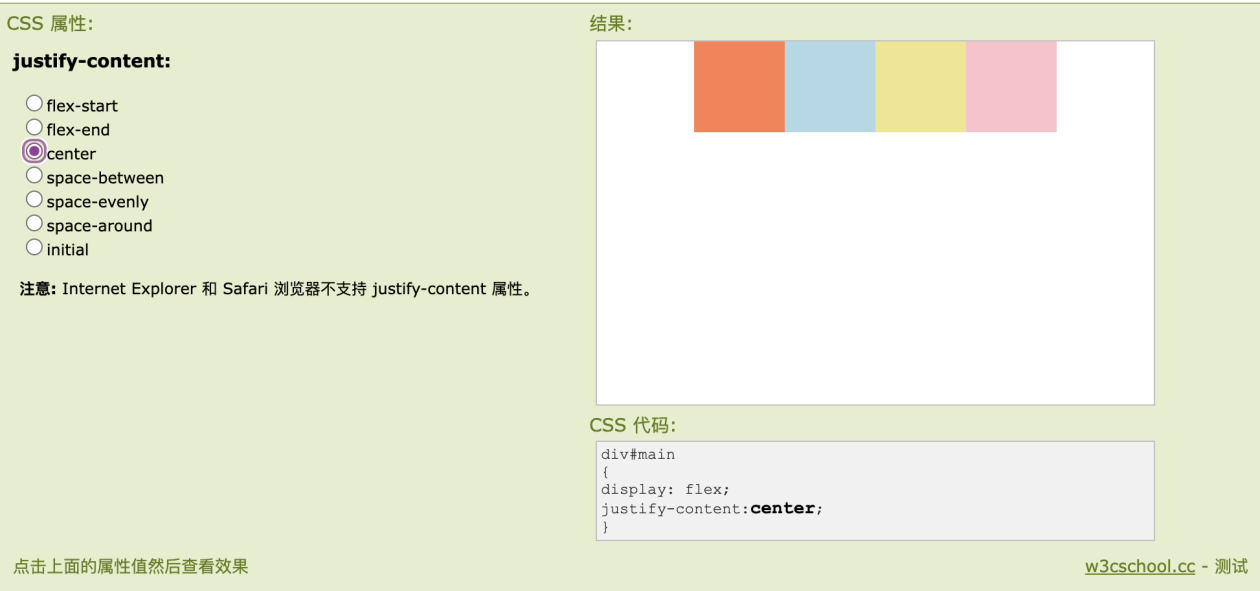 CSS 属性:
justify-content:
flex-start
flex-end
center
space-between
space-evenly
space-around
initial
注意: Internet Explorer 和 Safari 浏览器不支持 justify-content 属性。
结果:
CSS 代码:
div#main
{
display: flex;
justify-content:center;
}
点击上面的属性值然后查看效果
w3cschool.cc - 测试